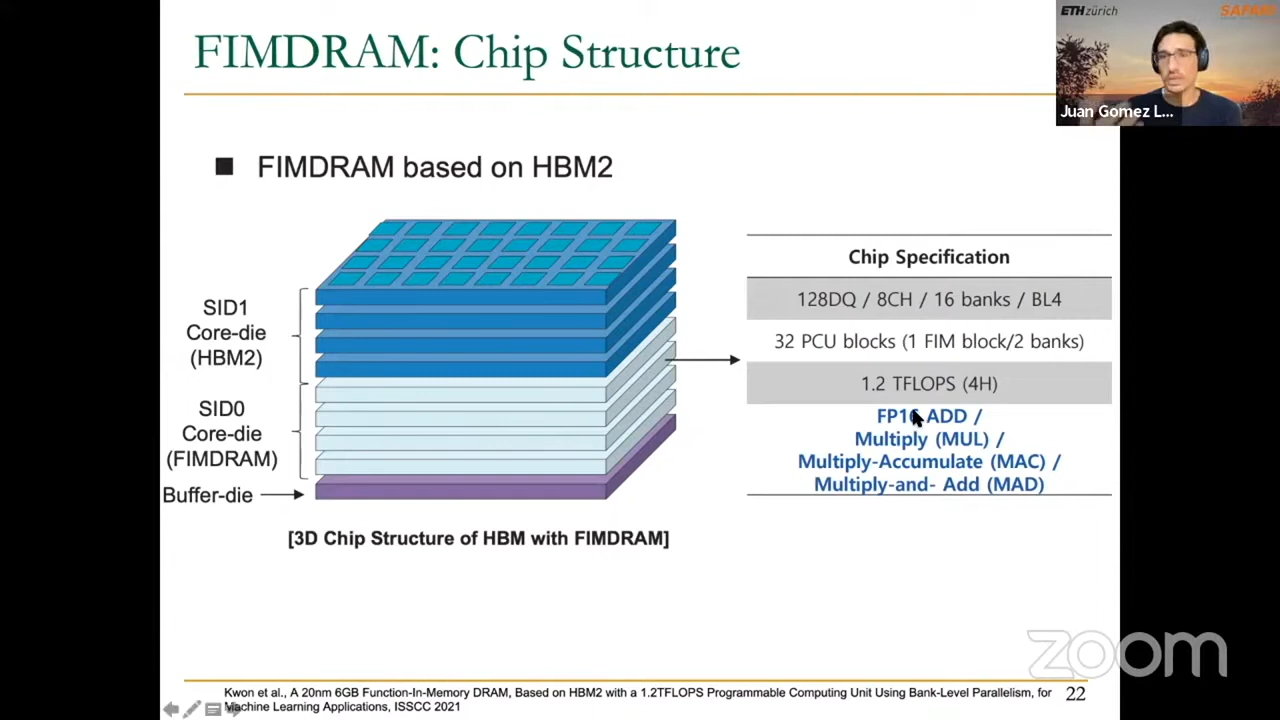 FIMDRAM: Chip Structure
ETH zürich
SAFARI
Juan Gomez L...
■ FIMDRAM based on HBM2
SID1
Core-die
(HBM2)
SID0
Core-die
(FIMDRAM)
Buffer-die
[3D Chip Structure of HBM with FIMDRAM]
Chip Specification
128DQ / 8CH / 16 banks / BL4
32 PCU blocks (1 FIM block/2 banks)
1.2 TFLOPS (4H)
FP16 ADD /
Multiply (MUL) /
Multiply-Accumulate (MAC) /
Multiply-and- Add (MAD)
zoom
Kwon et al., A 20nm 6GB Function-In-Memory DRAM, Based on HBM2 with a 1.2TFLOPS Programmable Computing Unit Using Bank-Level Parallelism, for
Machine Learning Applications, ISSCC 2021
22